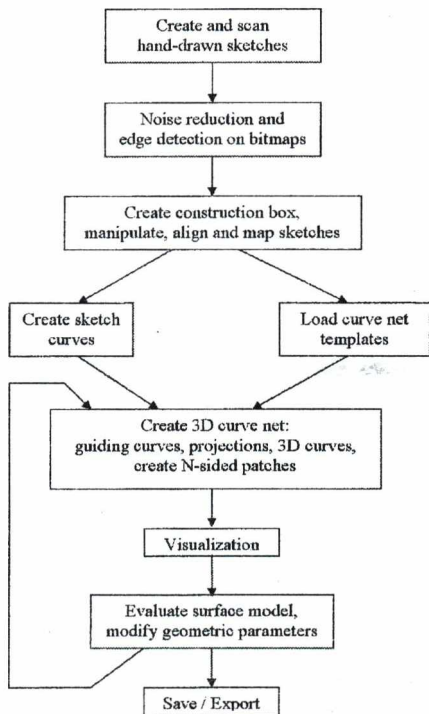 Create and scan
hand-drawn sketches
Noise reduction and
edge detection on bitmaps
Create construction box,
manipulate, align and map sketches
Create sketch
curves
Load curve net
templates
Create 3D curve net:
guiding curves, projections, 3D curves,
create N-sided patches
Visualization
Evaluate surface model,
modify geometric parameters
Save / Export